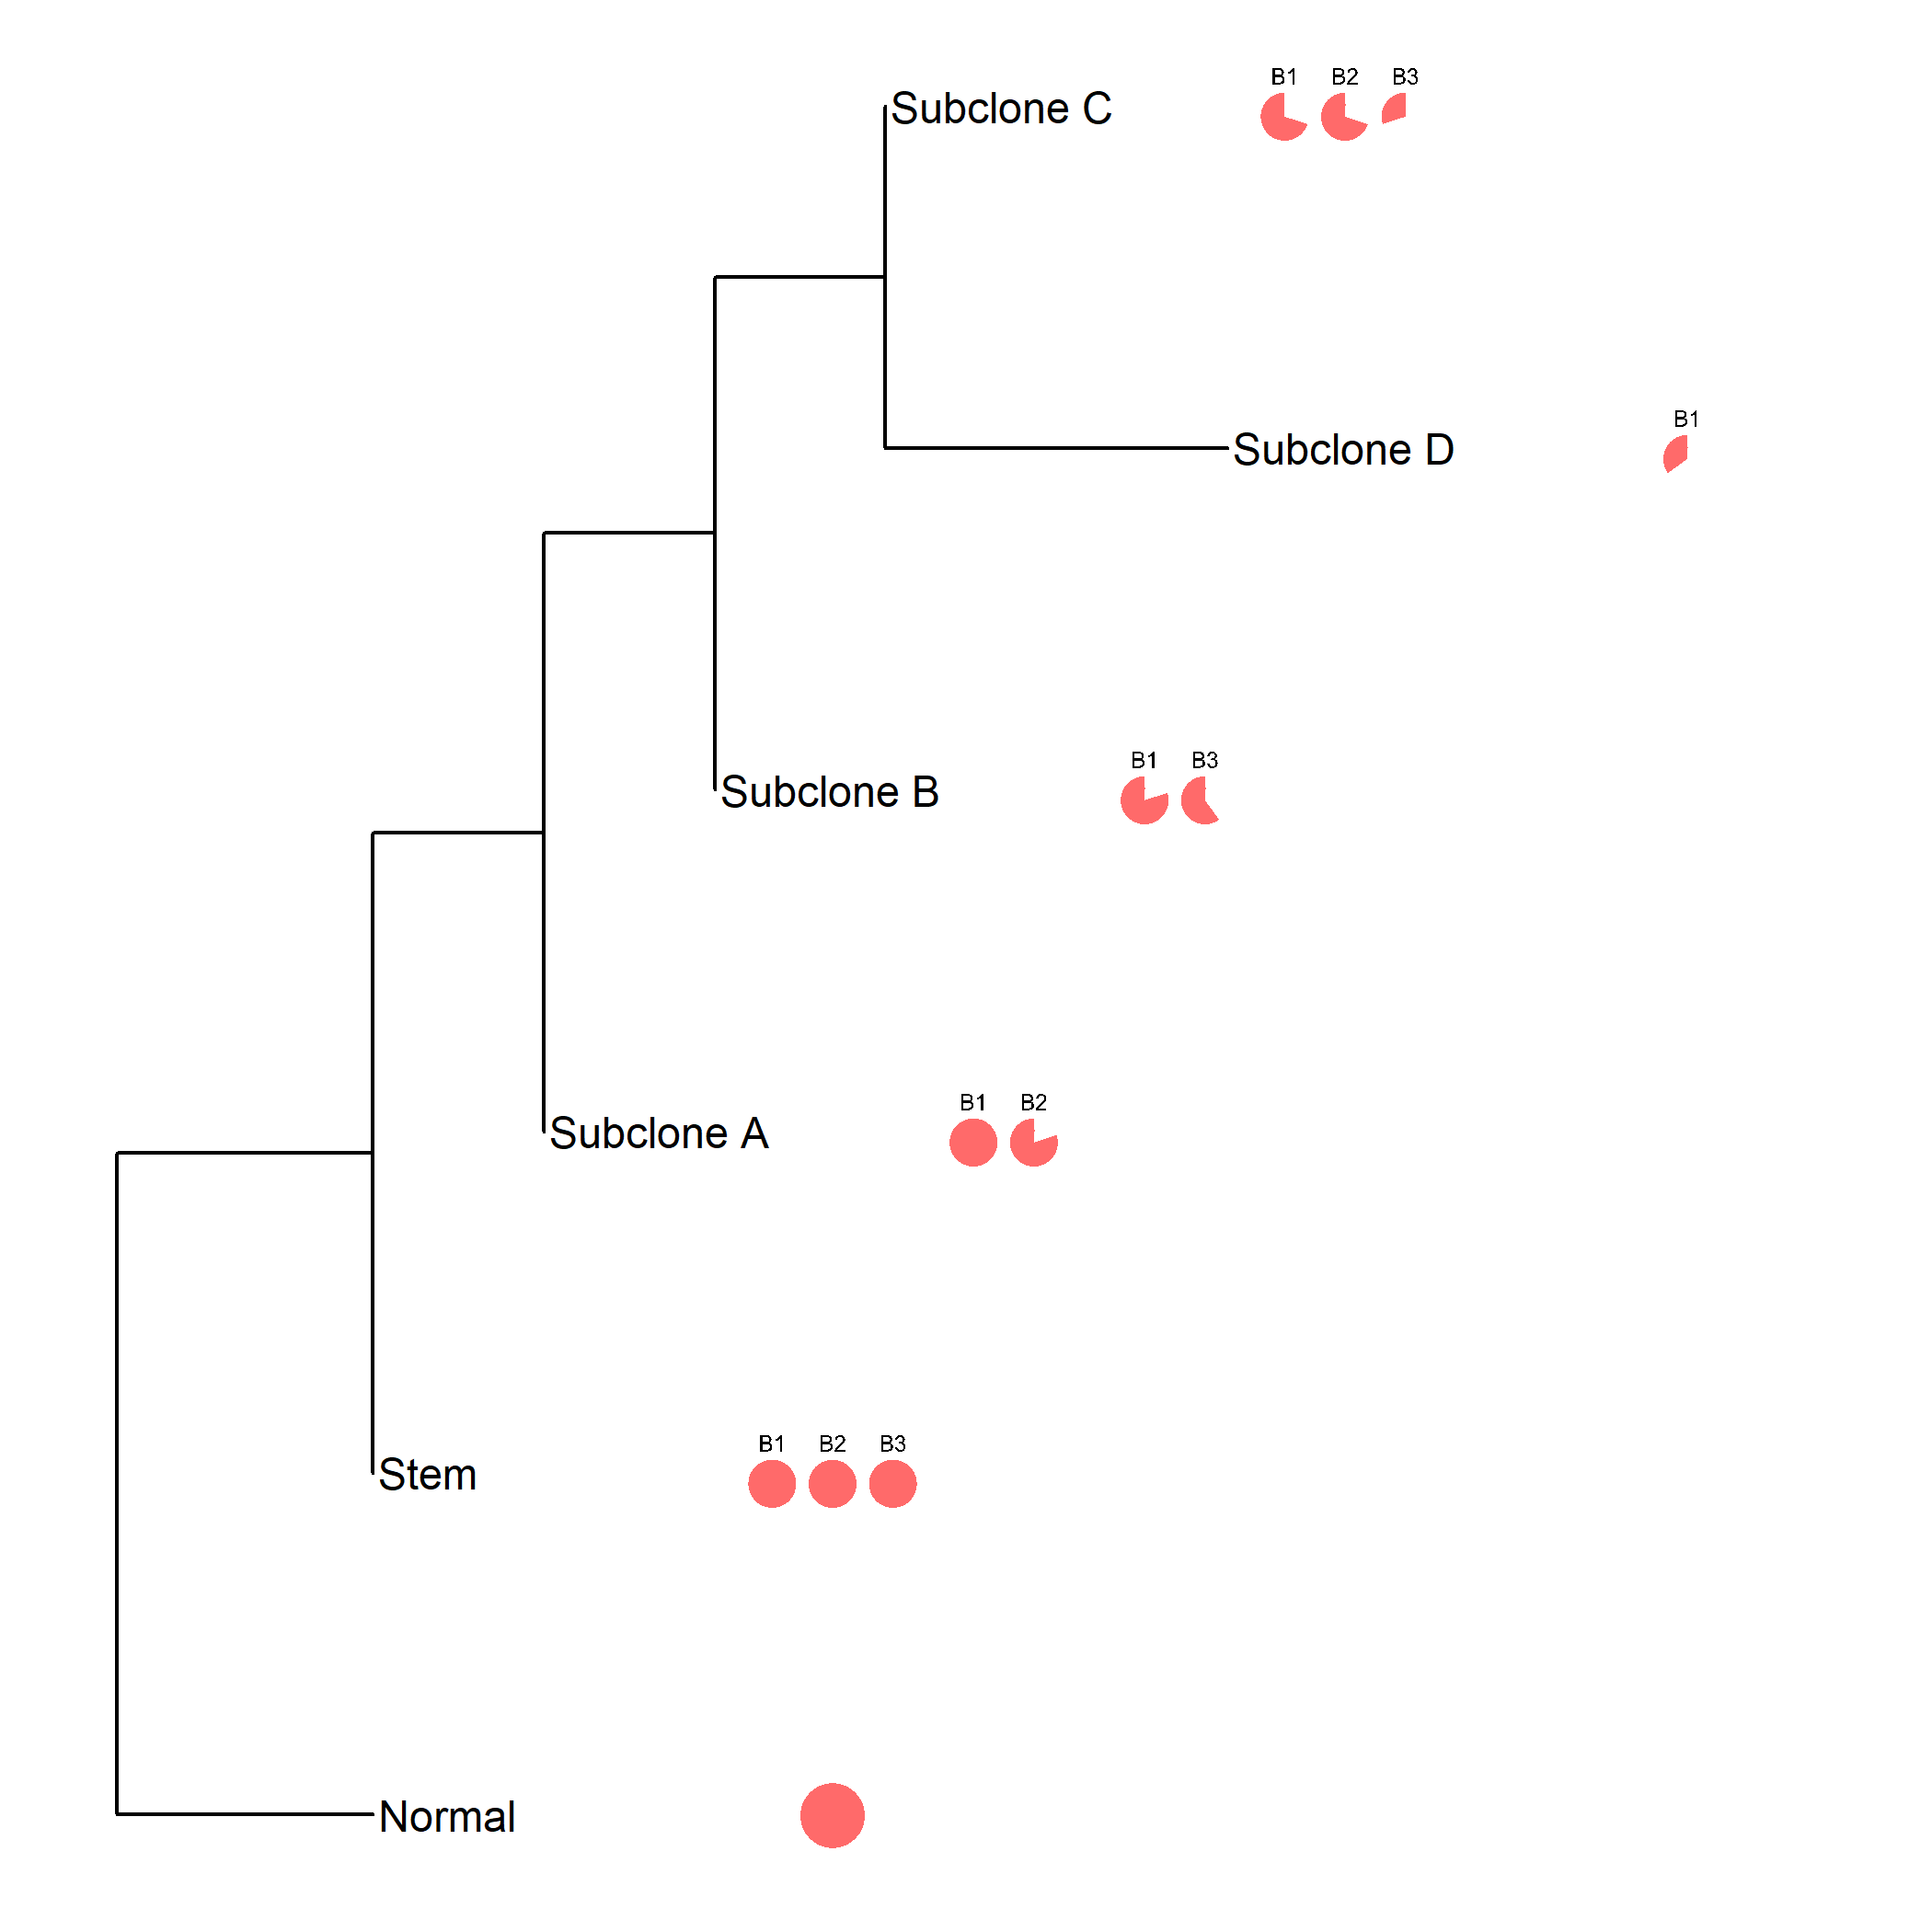 B1 B2 B3
Subclone C
B1
Subclone D
B1 B3
Subclone B
B1 B2
Subclone A
B1 B2 B3
Stem
Normal